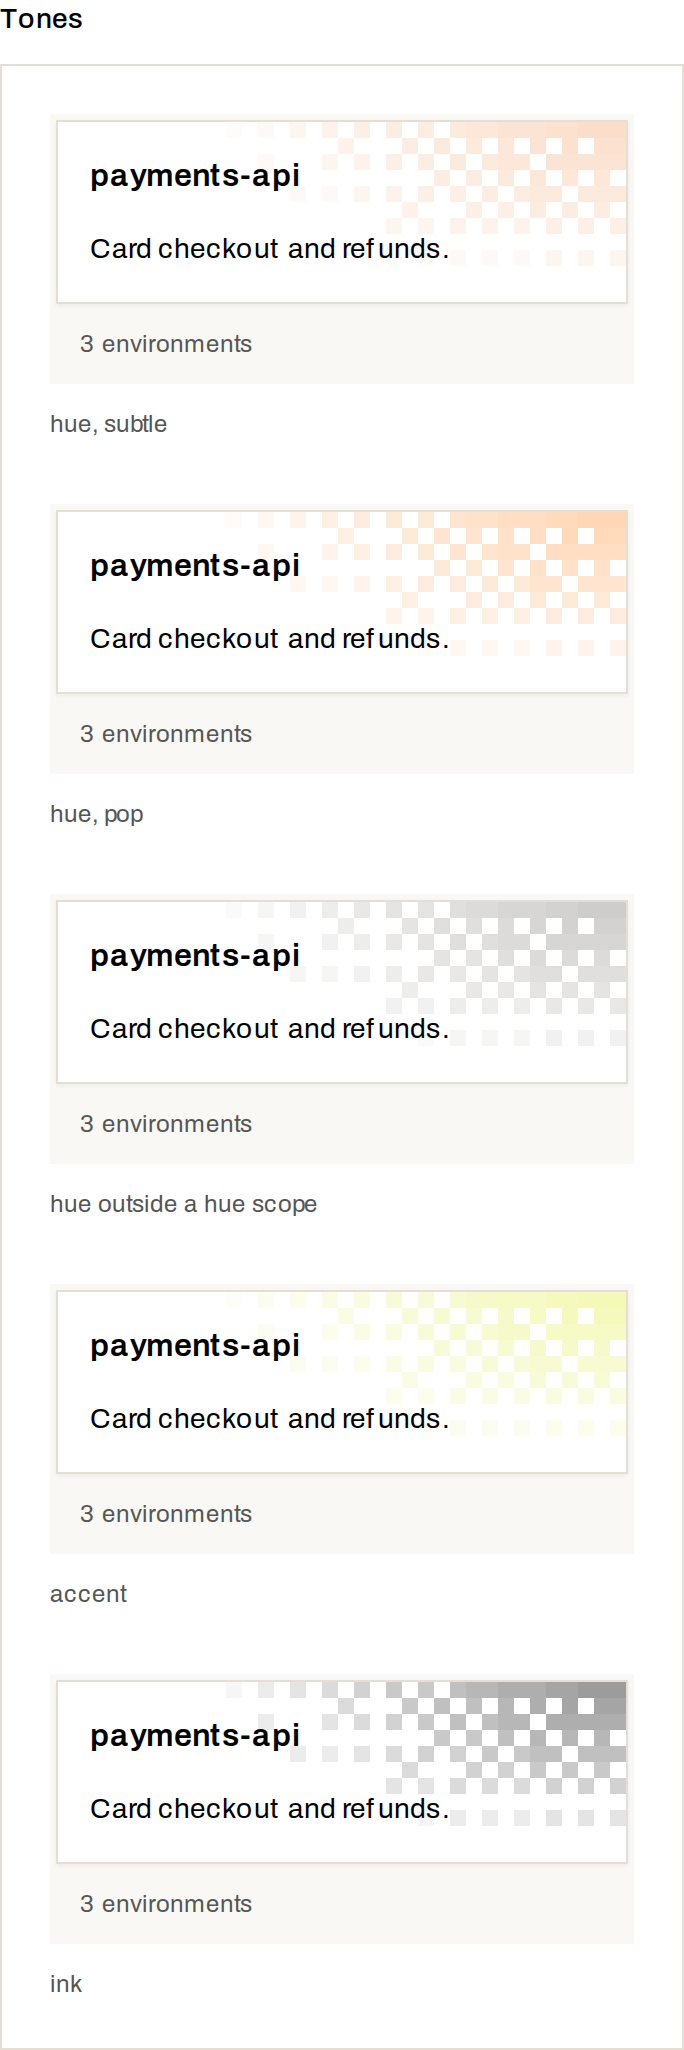 Tones
payments-api
Card checkout and refunds.
3 environments
hue, subtle
payments-api
Card checkout and refunds.
3 environments
hue, pop
payments-api
Card checkout and refunds.
3 environments
hue outside a hue scope
payments-api
Card checkout and refunds.
3 environments
accent
payments-api
Card checkout and refunds.
3 environments
ink